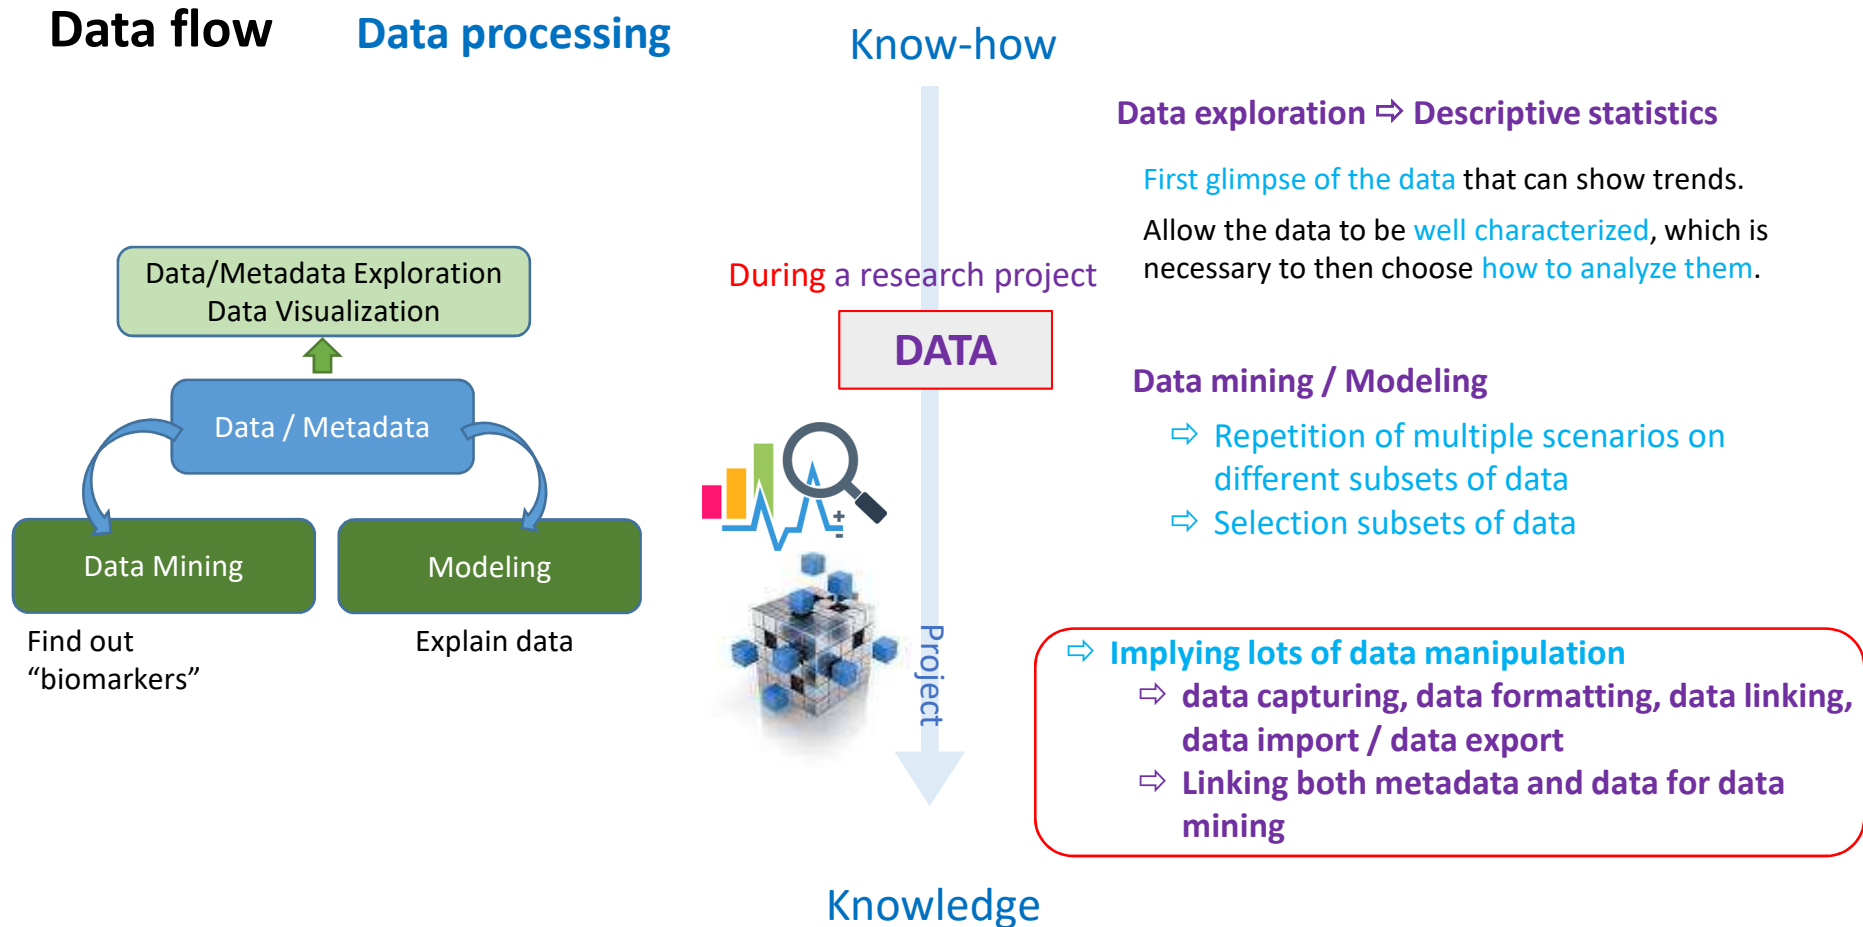 Data flow
Data processing
Know-how
Data/Metadata Exploration
Data Visualization
Data / Metadata
Data Mining
Modeling
Find out
“biomarkers”
Explain data
During a research project
DATA
Project
Knowledge
Data exploration ⇨ Descriptive statistics
First glimpse of the data that can show trends.
Allow the data to be well characterized, which is
necessary to then choose how to analyze them.
Data mining / Modeling
⇨ Repetition of multiple scenarios on
different subsets of data
⇨ Selection subsets of data
⇨ Implying lots of data manipulation
⇨ data capturing, data formatting, data linking,
data import / data export
⇨ Linking both metadata and data for data
mining